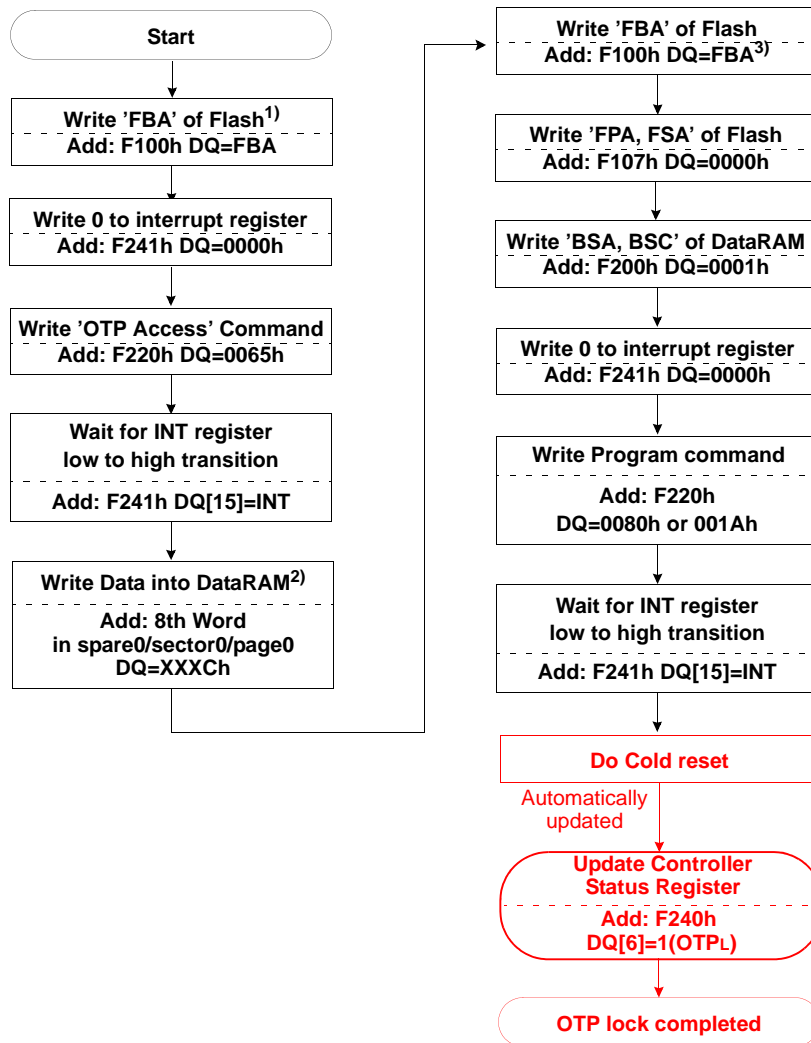 Start
Write ’FBA’ of Flash1)
Add: F100h DQ=FBA
Write 0 to interrupt register
Add: F241h DQ=0000h
Write ’OTP Access’ Command
Add: F220h DQ=0065h
Wait for INT register
low to high transition
Add: F241h DQ[15]=INT
Write Data into DataRAM2)
Add: 8th Word
in spare0/sector0/page0
DQ=XXXCh
Write ’FBA’ of Flash
Add: F100h DQ=FBA3)
Write ’FPA, FSA’ of Flash
Add: F107h DQ=0000h
Write ’BSA, BSC’ of DataRAM
Add: F200h DQ=0001h
Write 0 to interrupt register
Add: F241h DQ=0000h
Write Program command
Add: F220h
DQ=0080h or 001Ah
Wait for INT register
low to high transition
Add: F241h DQ[15]=INT
Do Cold reset
Automatically
updated
Update Controller
Status Register
Add: F240h
DQ[6]=1(OTPL)
OTP lock completed